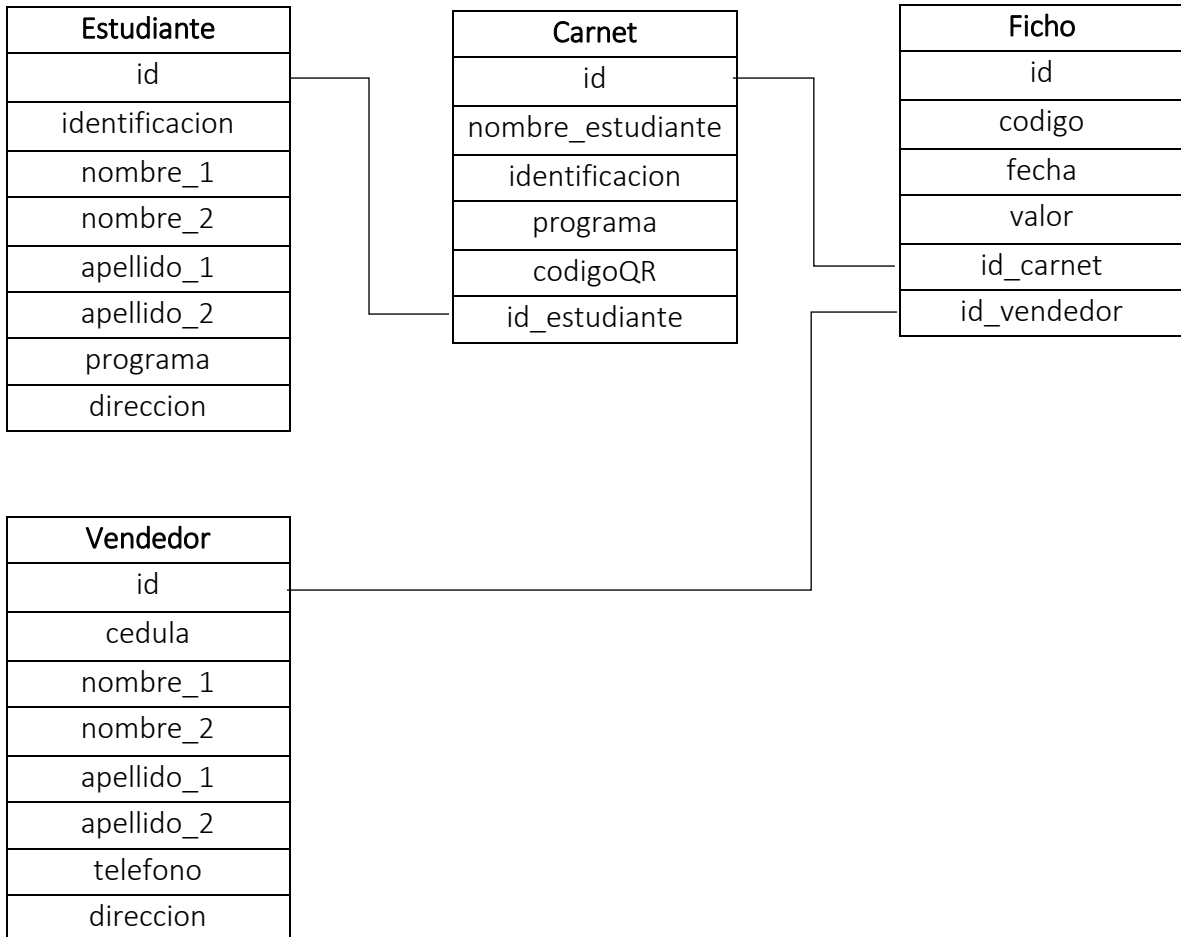 Estudiante
id
identificacion
nombre_1
nombre_2
apellido_1
apellido_2
programa
direccion
Carnet
id
nombre_estudiante
identificacion
programa
codigoQR
id_estudiante
Ficho
id
codigo
fecha
valor
id_carnet
id_vendedor
Vendedor
id
cedula
nombre_1
nombre_2
apellido_1
apellido_2
telefono
direccion